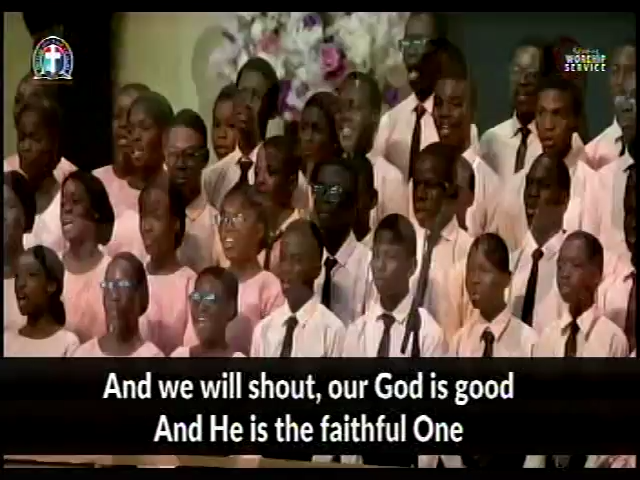 WORSHIP
SERVICE
And we will shout, our God is good
And He is the faithful One